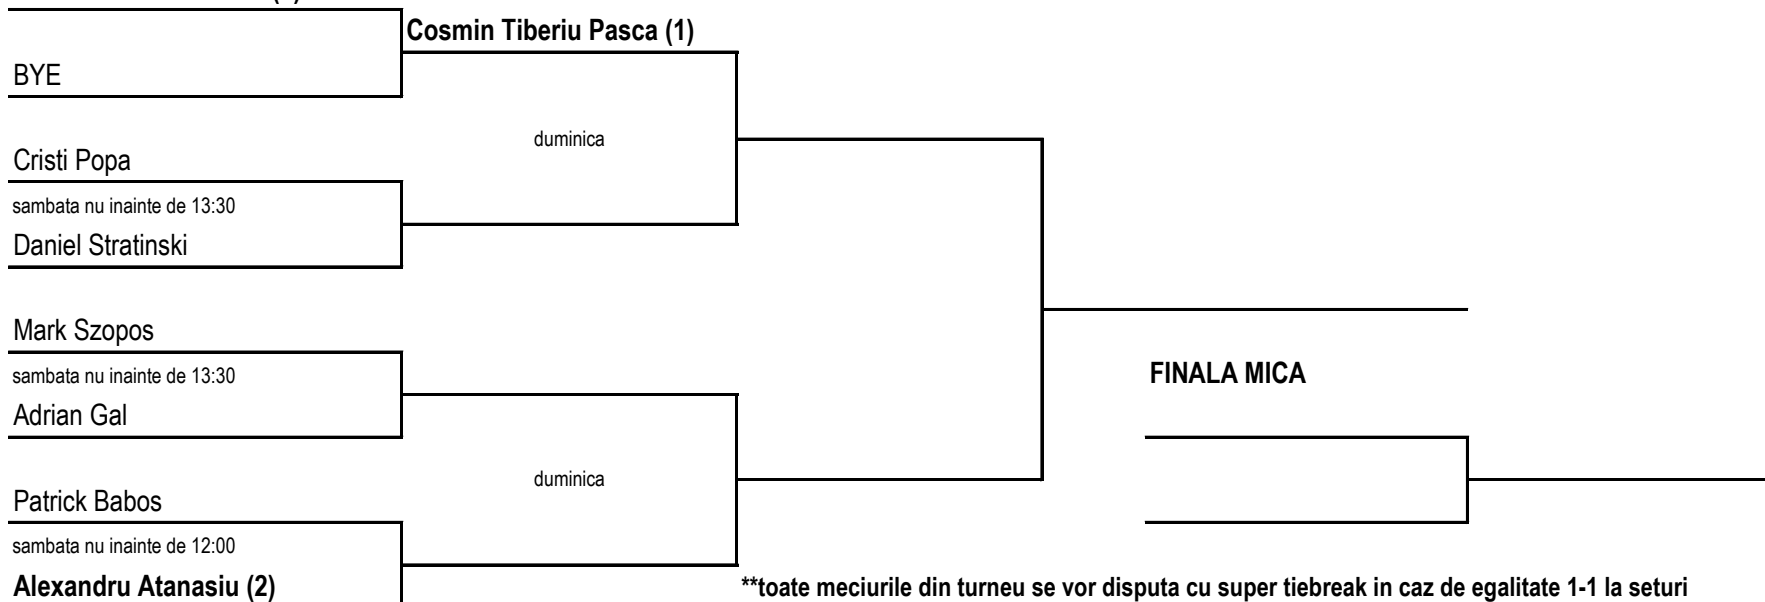 Cosmin Tiberiu Pasca (1)
BYE
duminica
Cristi Popa
sambata nu inainte de 13:30
Daniel Stratinski
Mark Szopos
sambata nu inainte de 13:30
FINALA MICA
Adrian Gal
duminica
Patrick Babos
sambata nu inainte de 12:00
Alexandru Atanasiu (2)
**toate meciurile din turneu se vor disputa cu super tiebreak in caz de egalitate 1-1 la seturi